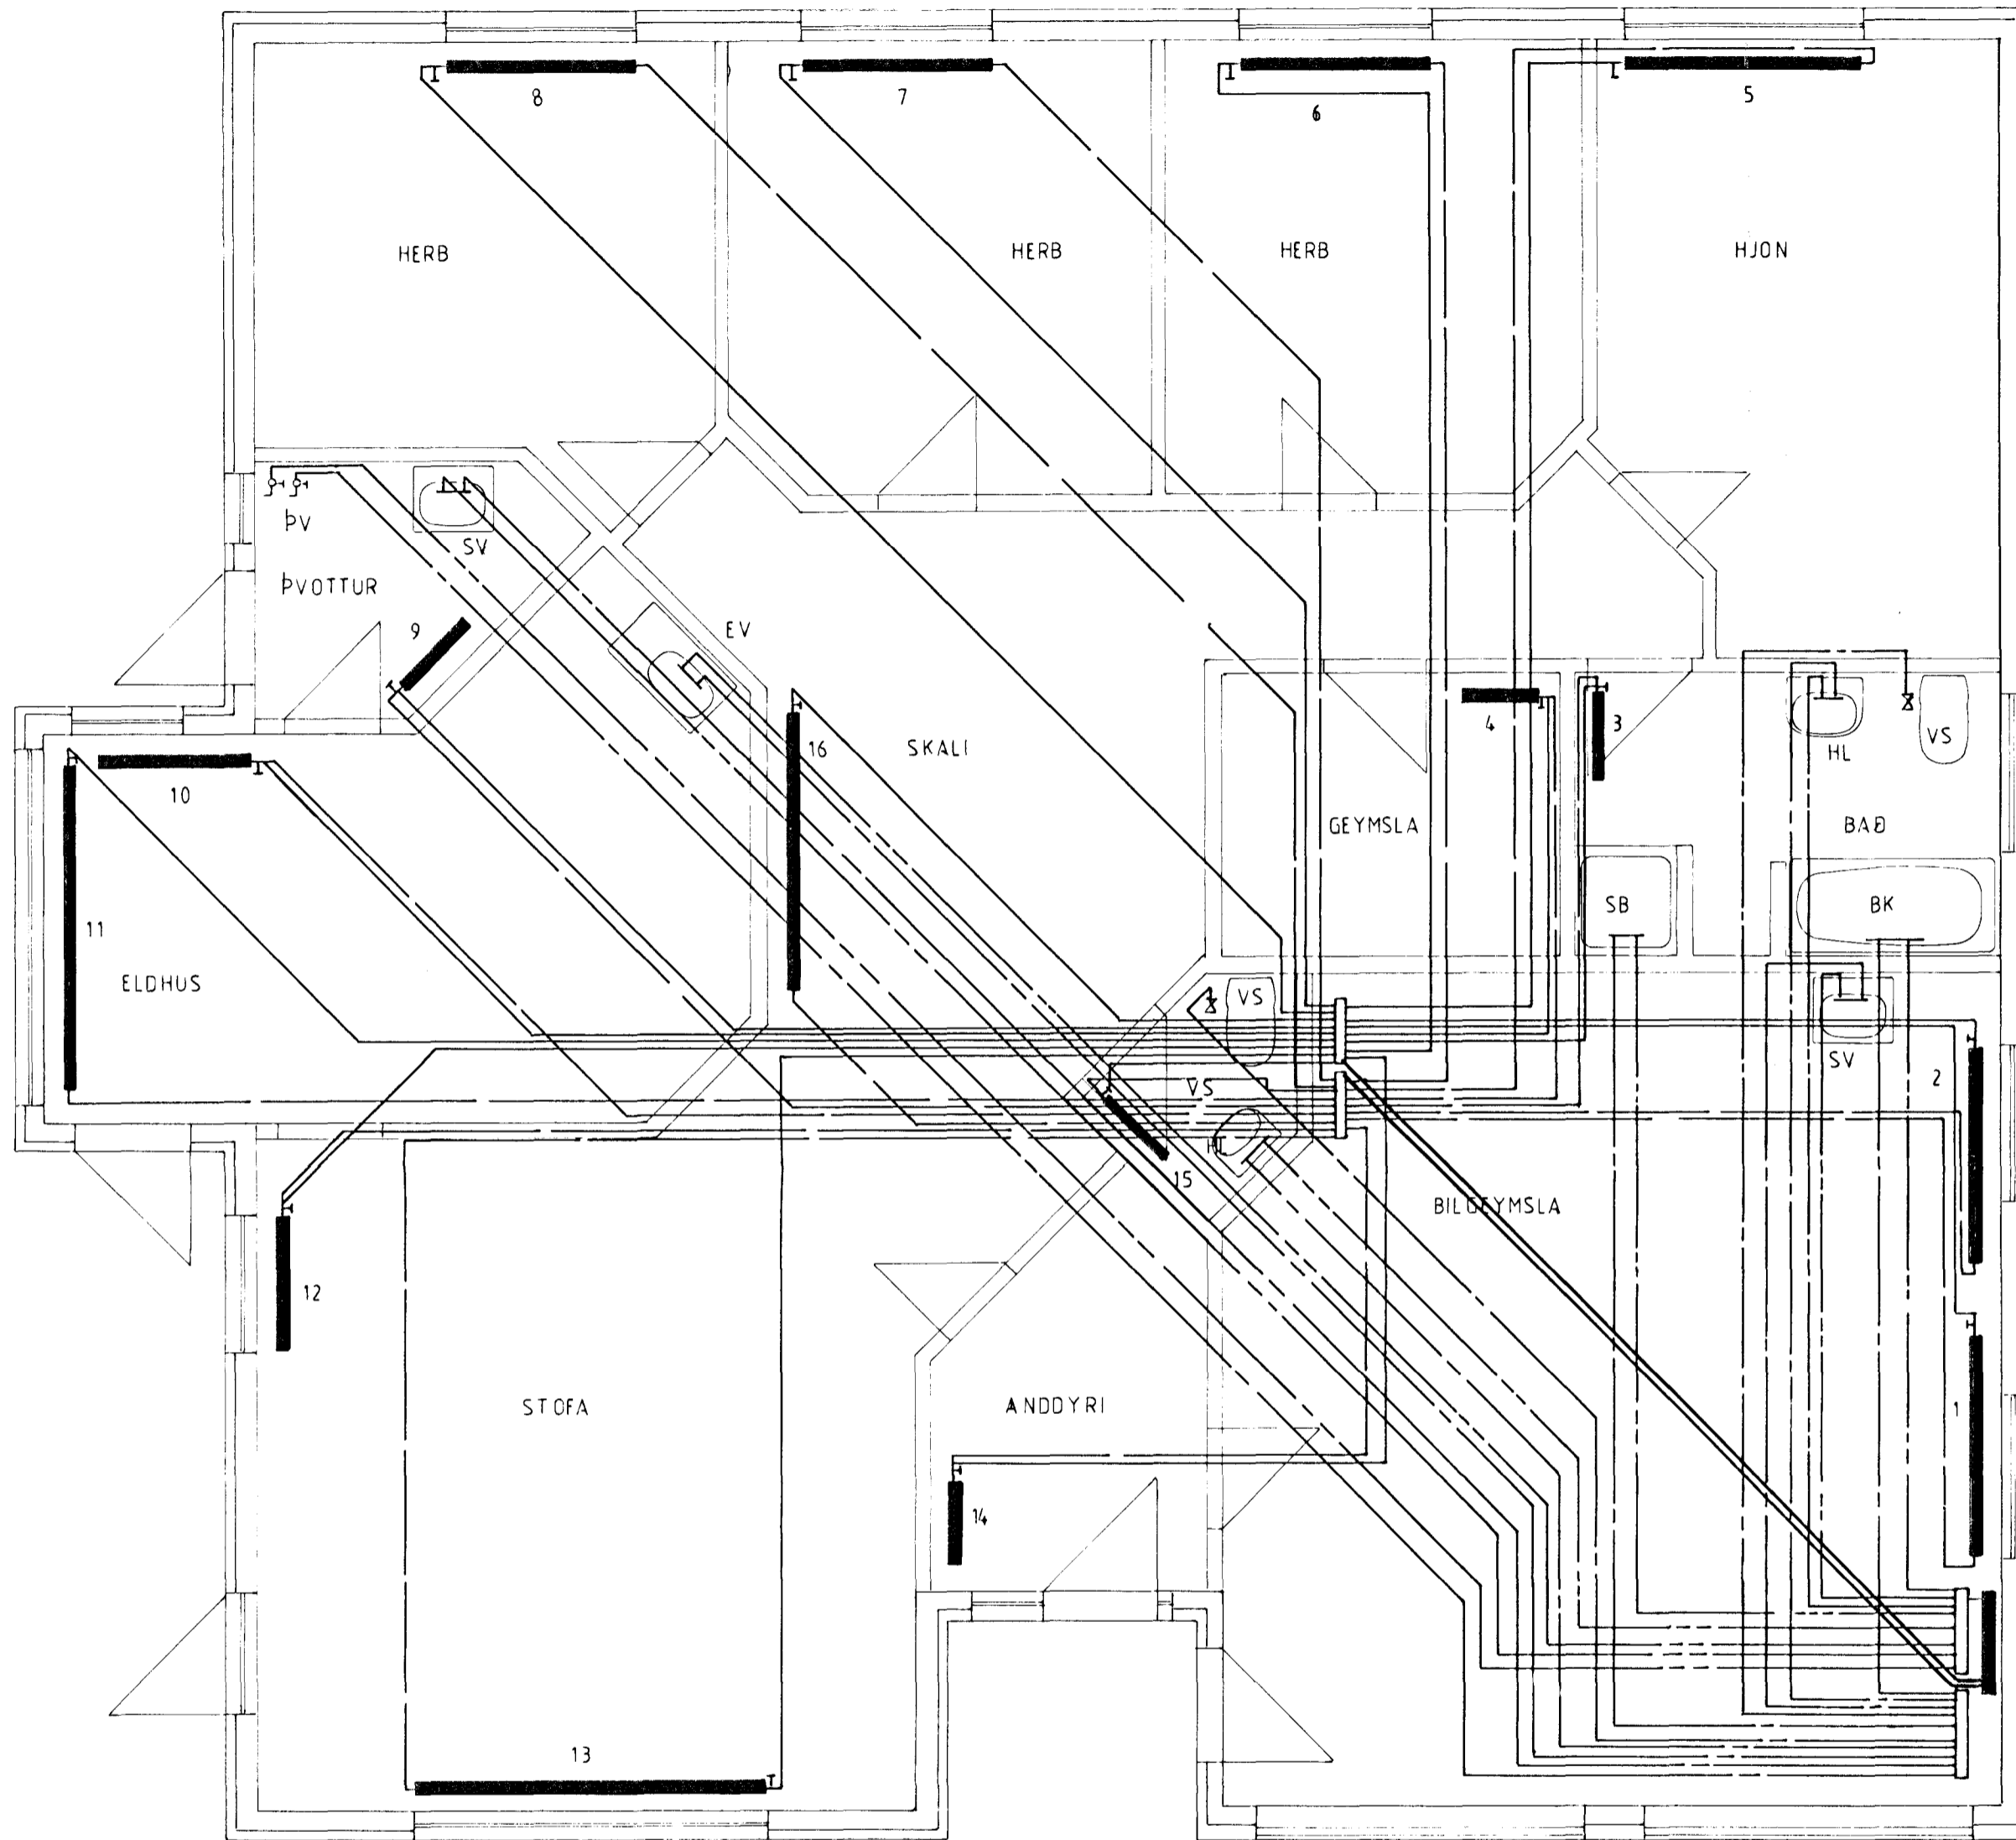 8
7
6
5
HERB
HERB
HERB
HJON
ÞV
SV
ÞVOTTUR
9
EV
16
SKALI
4
3
HL
VS
10
GEYMSLA
BAÐ
11
SB
BK
ELDHUS
VS
SV
2
VS
HL
15
BILGEYMSLA
12
STOFA
ANDDYRI
1
14
13